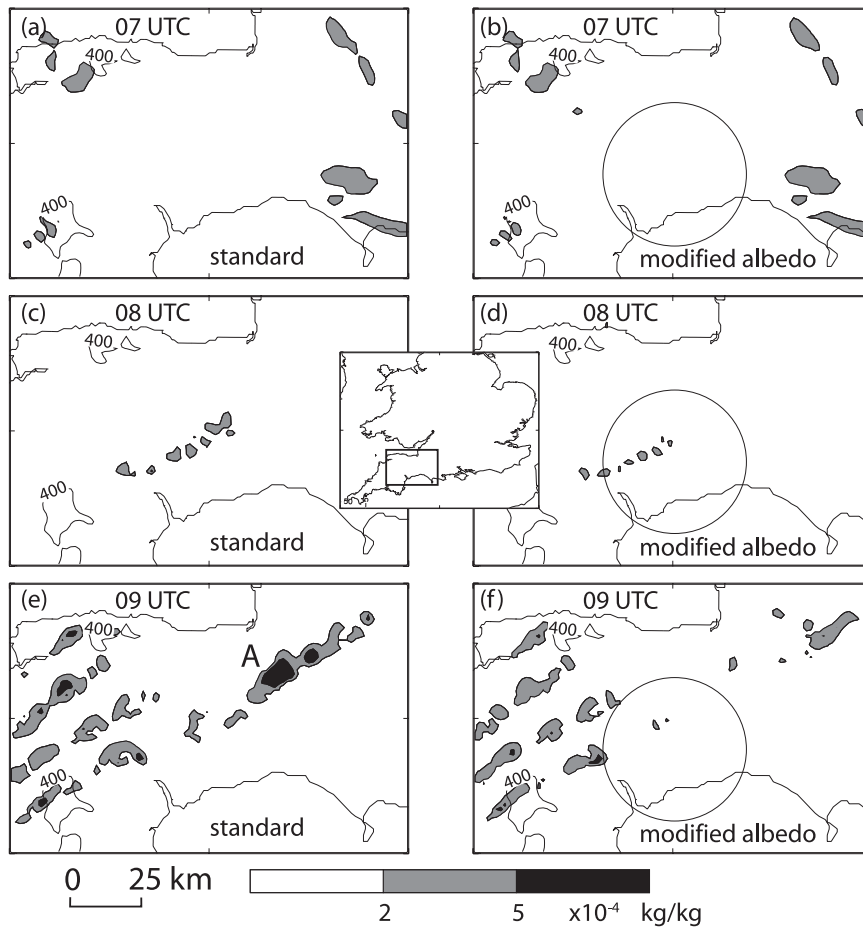 (a) 07 UTC
400
400
standard
(b) 07 UTC
400
400
modified albedo
(c) 08 UTC
400
400
standard
(d) 08 UTC
400
400
modified albedo
(e) 09 UTC
400
A
400
standard
(f) 09 UTC
400
400
modified albedo
0 25 km
2 5 x10⁻⁴ kg/kg